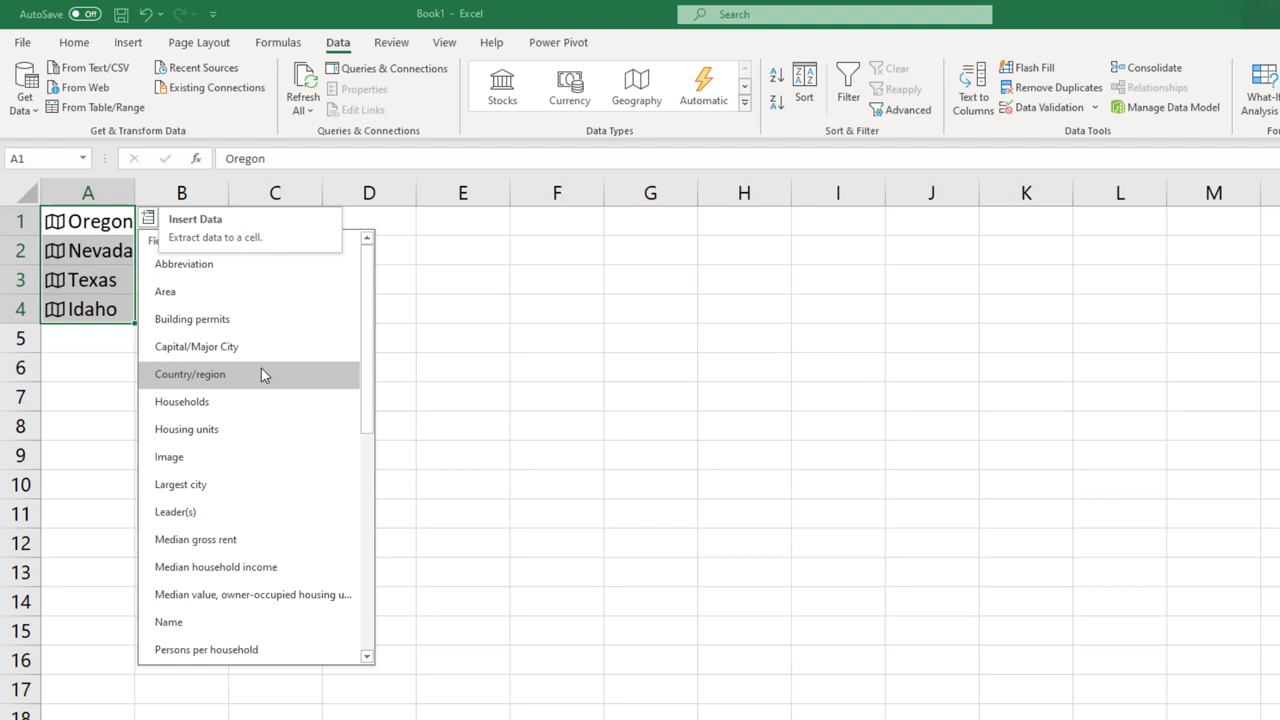 AutoSave Off Book1 - Excel Search
File Home Insert Page Layout Formulas Data Review View Help Power Pivot
Get Data
From Text/CSV
From Web
From Table/Range
Recent Sources
Existing Connections
Get & Transform Data
Refresh All
Queries & Connections
Properties
Edit Links
Queries & Connections
Stocks Currency Geography Automatic
Data Types
Sort
Filter
Clear
Reapply
Advanced
Sort & Filter
Text to Columns
Flash Fill
Remove Duplicates
Data Validation
Consolidate
Relationships
Manage Data Model
Data Tools
What-If
Analysis
A1 fx Oregon
A B C D E F G H I J K L M
1 Oregon
2 Nevada
3 Texas
4 Idaho
5
6
7
8
9
10
11
12
13
14
15
16
17
18
Insert Data
Extract data to a cell.
Abbreviation
Area
Building permits
Capital/Major City
Country/region
Households
Housing units
Image
Largest city
Leader(s)
Median gross rent
Median household income
Median value, owner-occupied housing u...
Name
Persons per household